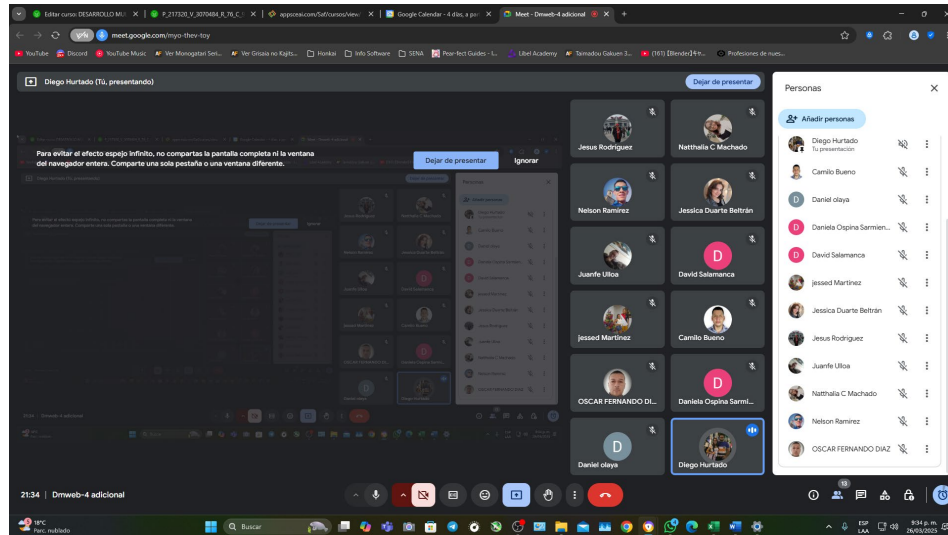 Editar curso: DESARROLLO MUL
P_217320_V_3070484_R_76_C_
appsceai.com/Saf/cursos/view/
Google Calendar - 4 días, a par
Meet - Dmweb-4 adicional
meet.google.com/myo-thev-toy
YouTube
Discord
YouTube Music
Ver Monogatari Seri...
Ver Grisaia no Kajits...
Honkai
Info Software
SENA
Pear-fect Guides - L...
Libel Academy
Taimadou Gakuen 3...
(161)
Profesiones de nues...
Diego Hurtado (Tú, presentando)
Dejar de presentar
Para evitar el efecto espejo infinito, no compartas la pantalla completa ni la ventana
del navegador entera. Comparte una sola pestaña o una ventana diferente.
Dejar de presentar
Ignorar
Jesus Rodriguez
Natthalia C Machado
Nelson Ramirez
Jessica Duarte Beltrán
Juanfe Ulloa
David Salamanca
jessed Martinez
Camilo Bueno
OSCAR FERNANDO DI...
Daniela Ospina Sarmi...
Daniel olaya
Diego Hurtado
Personas
Añadir personas
Diego Hurtado
Tu presentación
Camilo Bueno
Daniel olaya
Daniela Ospina Sarmien...
David Salamanca
jessed Martinez
Jessica Duarte Beltrán
Jesus Rodriguez
Juanfe Ulloa
Natthalia C Machado
Nelson Ramirez
OSCAR FERNANDO DIAZ
21:34 | Dmweb-4 adicional
13
18°C
Parc. nublado
Buscar
ESP
LAA
9:34 p. m.
26/03/2025